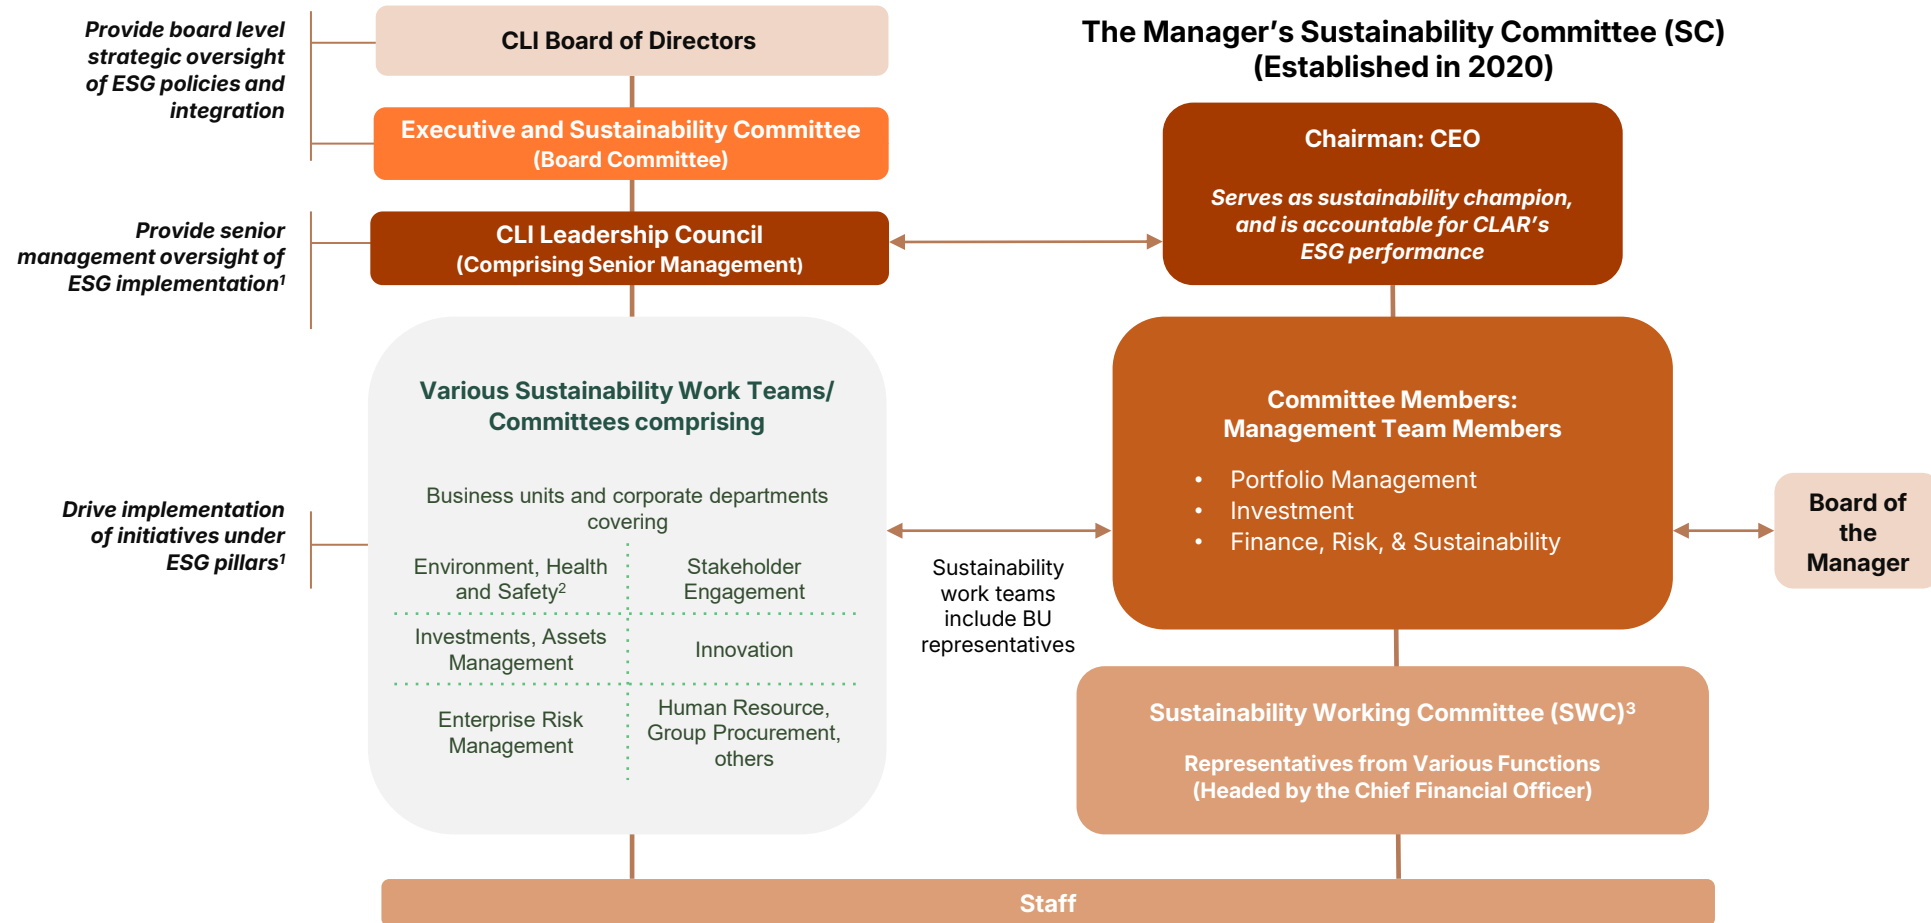 Provide board level
strategic oversight
of ESG policies and
integration
CLI Board of Directors
Executive and Sustainability Committee
(Board Committee)
Provide senior
management oversight of
ESG implementation¹
CLI Leadership Council
(Comprising Senior Management)
Drive implementation
of initiatives under
ESG pillars¹
Various Sustainability Work Teams/
Committees comprising
Business units and corporate departments
covering
Environment, Health
and Safety²
Stakeholder
Engagement
Investments, Assets
Management
Innovation
Enterprise Risk
Management
Human Resource,
Group Procurement,
others
Sustainability
work teams
include BU
representatives
The Manager’s Sustainability Committee (SC)
(Established in 2020)
Chairman: CEO
Serves as sustainability champion,
and is accountable for CLAR’s
ESG performance
Committee Members:
Management Team Members
• Portfolio Management
• Investment
• Finance, Risk, & Sustainability
Board of
the
Manager
Sustainability Working Committee (SWC)³
Representatives from Various Functions
(Headed by the Chief Financial Officer)
Staff